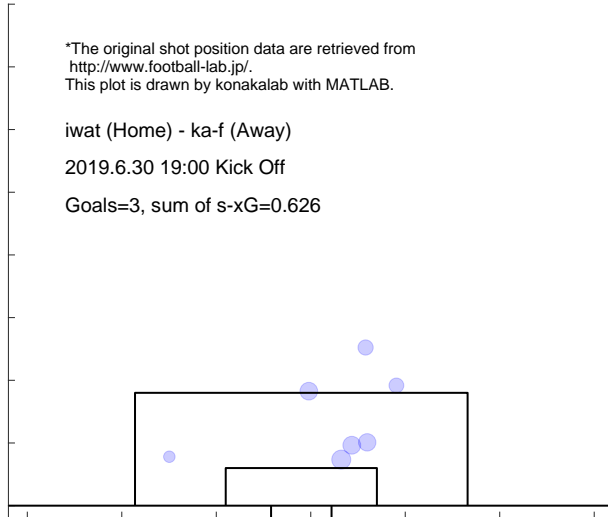 *The original shot position data are retrieved from
http://www.football-lab.jp/.
This plot is drawn by konakalab with MATLAB.
iwat (Home) - ka-f (Away)
2019.6.30 19:00 Kick Off
Goals=3, sum of s-xG=0.626